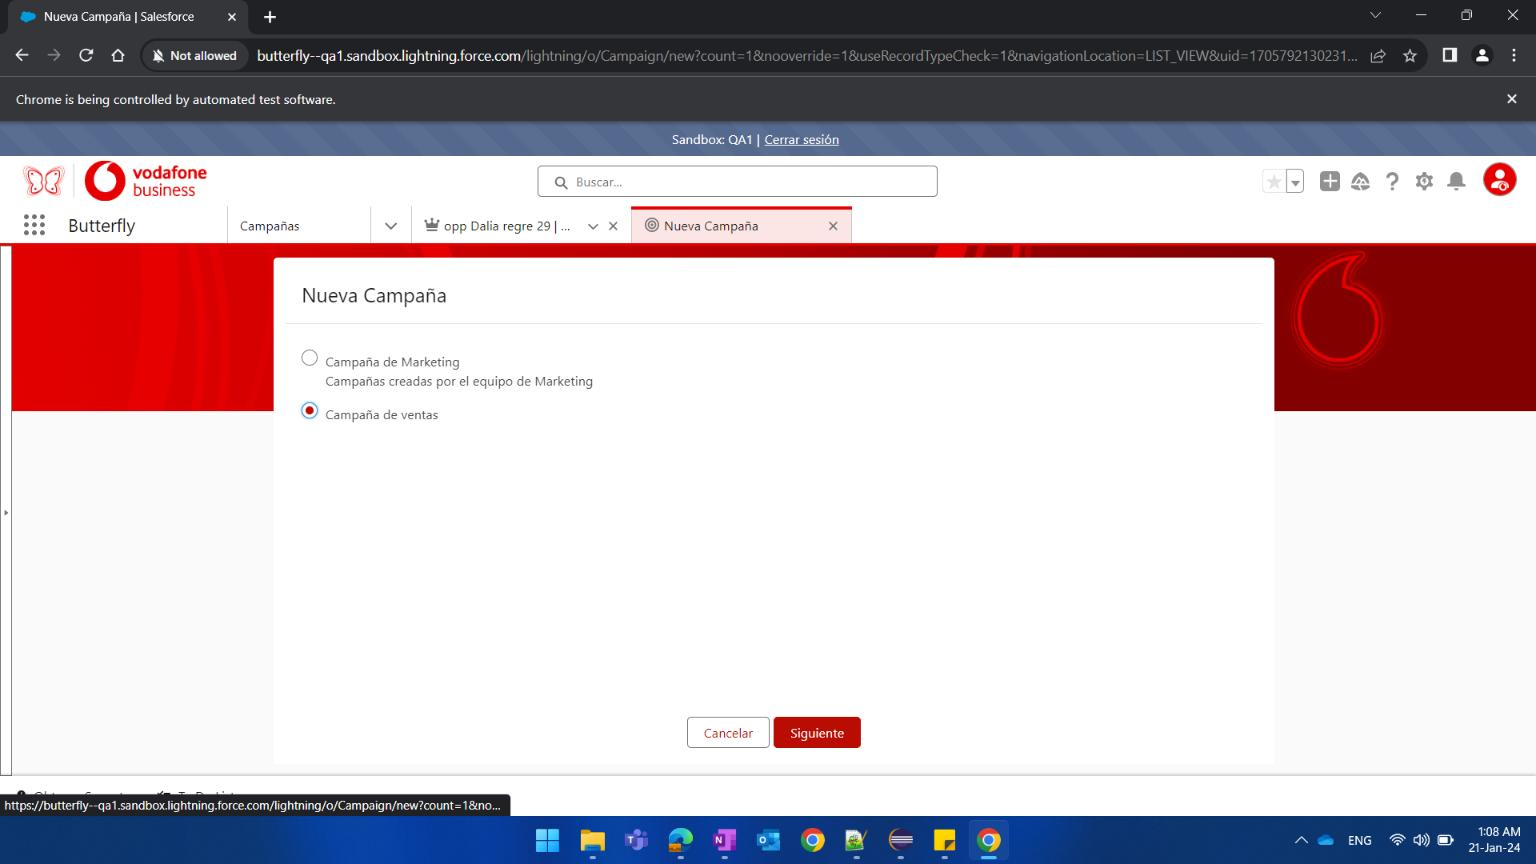 Nueva Campaña | Salesforce
Not allowed
butterfly--qa1.sandbox.lightning.force.com/lightning/o/Campaign/new?count=1&nooverride=1&useRecordTypeCheck=1&navigationLocation=LIST_VIEW&uid=1705792130231...
Chrome is being controlled by automated test software.
Sandbox: QA1 | Cerrar sesión
vodafone
business
Buscar...
Butterfly
Campañas
opp Dalia regre 29 | ...
Nueva Campaña
Nueva Campaña
Campaña de Marketing
Campañas creadas por el equipo de Marketing
Campaña de ventas
Cancelar
Siguiente
https://butterfly--qa1.sandbox.lightning.force.com/lightning/o/Campaign/new?count=1&no...
ENG
1:08 AM
21-Jan-24